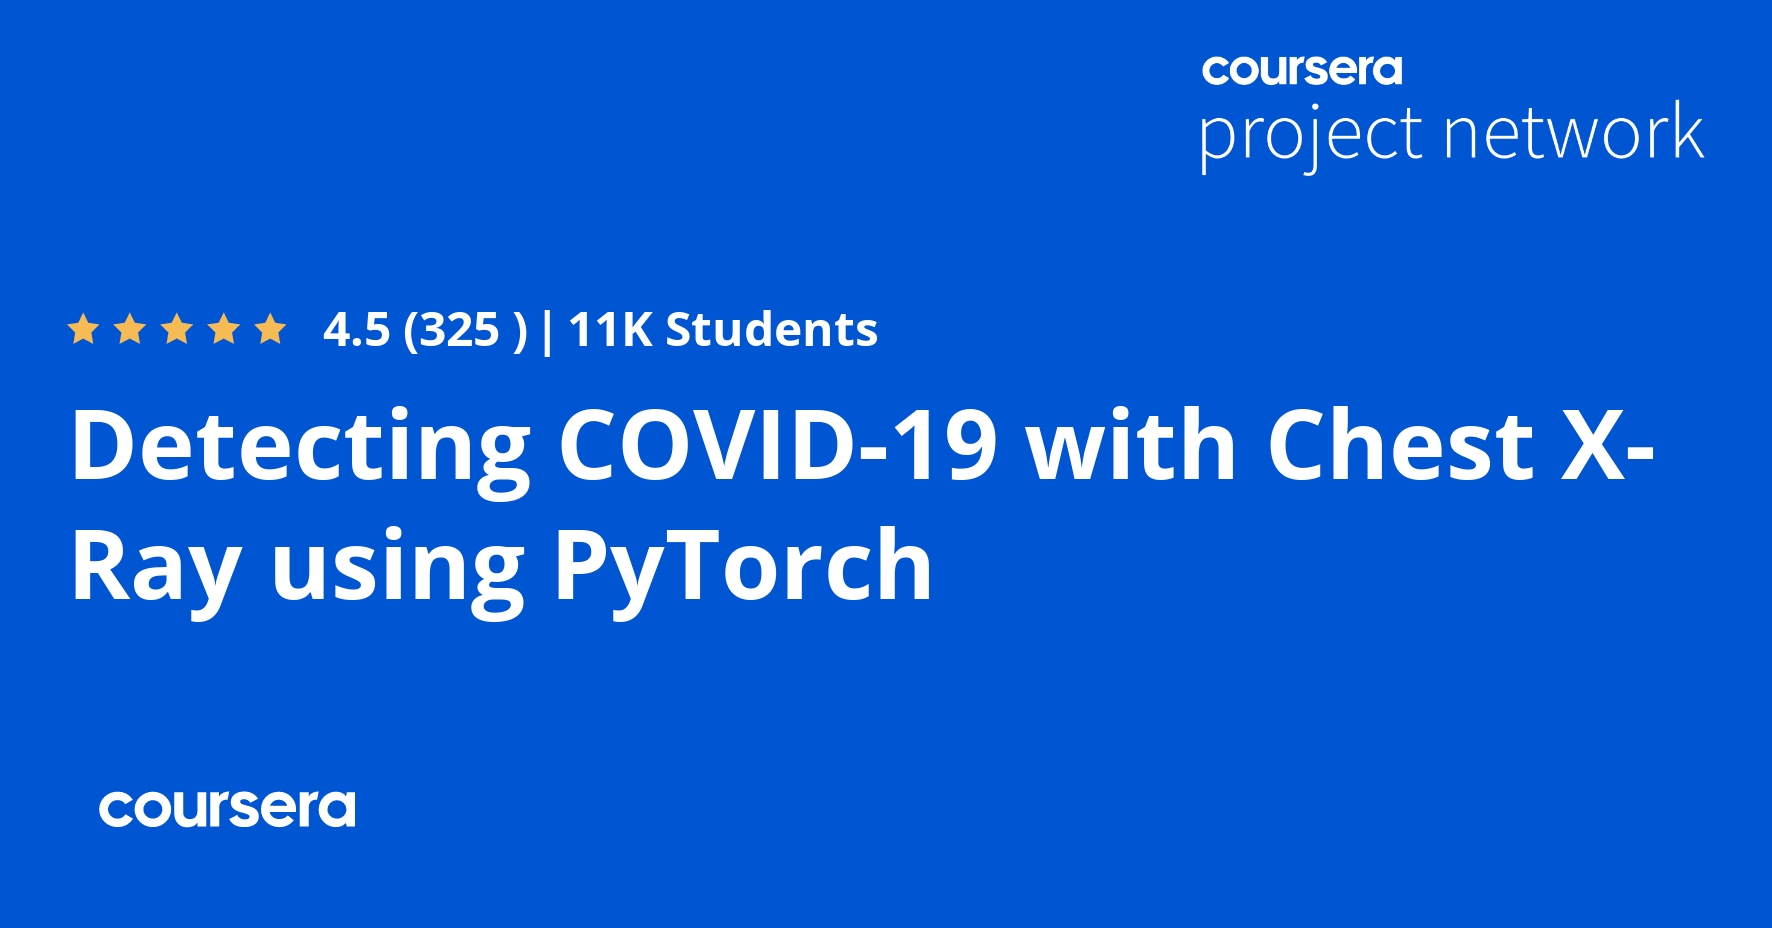 coursera
project network
4.5 (325 ) | 11K Students
Detecting COVID-19 with Chest X-
Ray using PyTorch
coursera